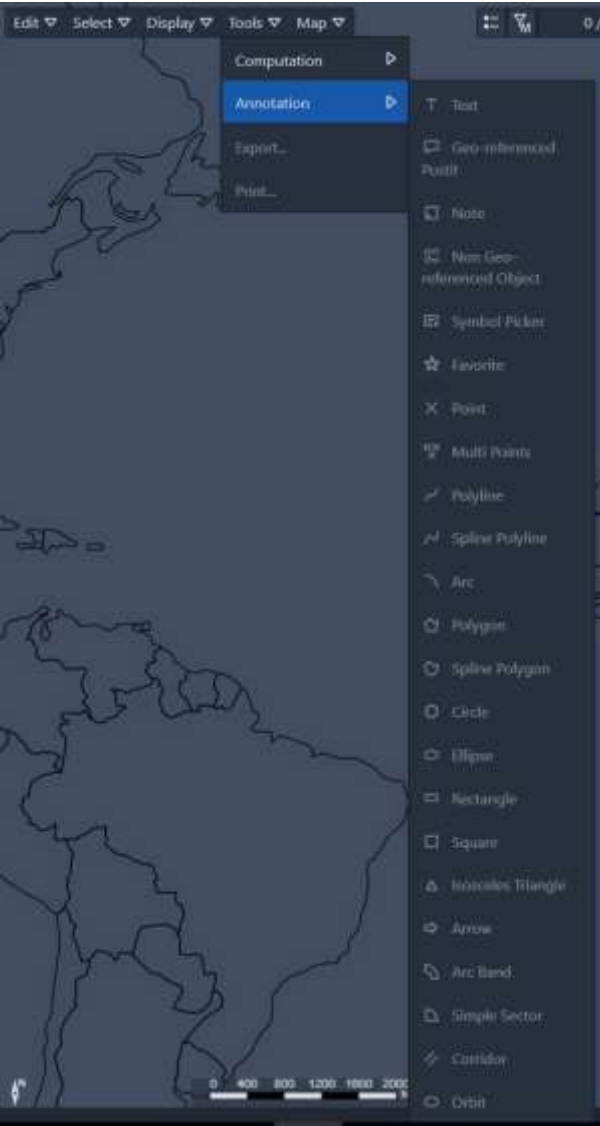 Edit Select Display Tools Map 0 /
Computation
Annotation
Export...
Print...
Text
Geo-referenced
Postit
Note
Non Geo-
referenced Object
Symbol Picker
Favorite
Point
Multi Points
Polyline
Spline Polyline
Arc
Polygon
Spline Polygon
Circle
Ellipse
Rectangle
Square
Isosceles Triangle
Arrow
Arc Band
Simple Sector
Corridor
Orbit
N
0 400 800 1200 1600 2000